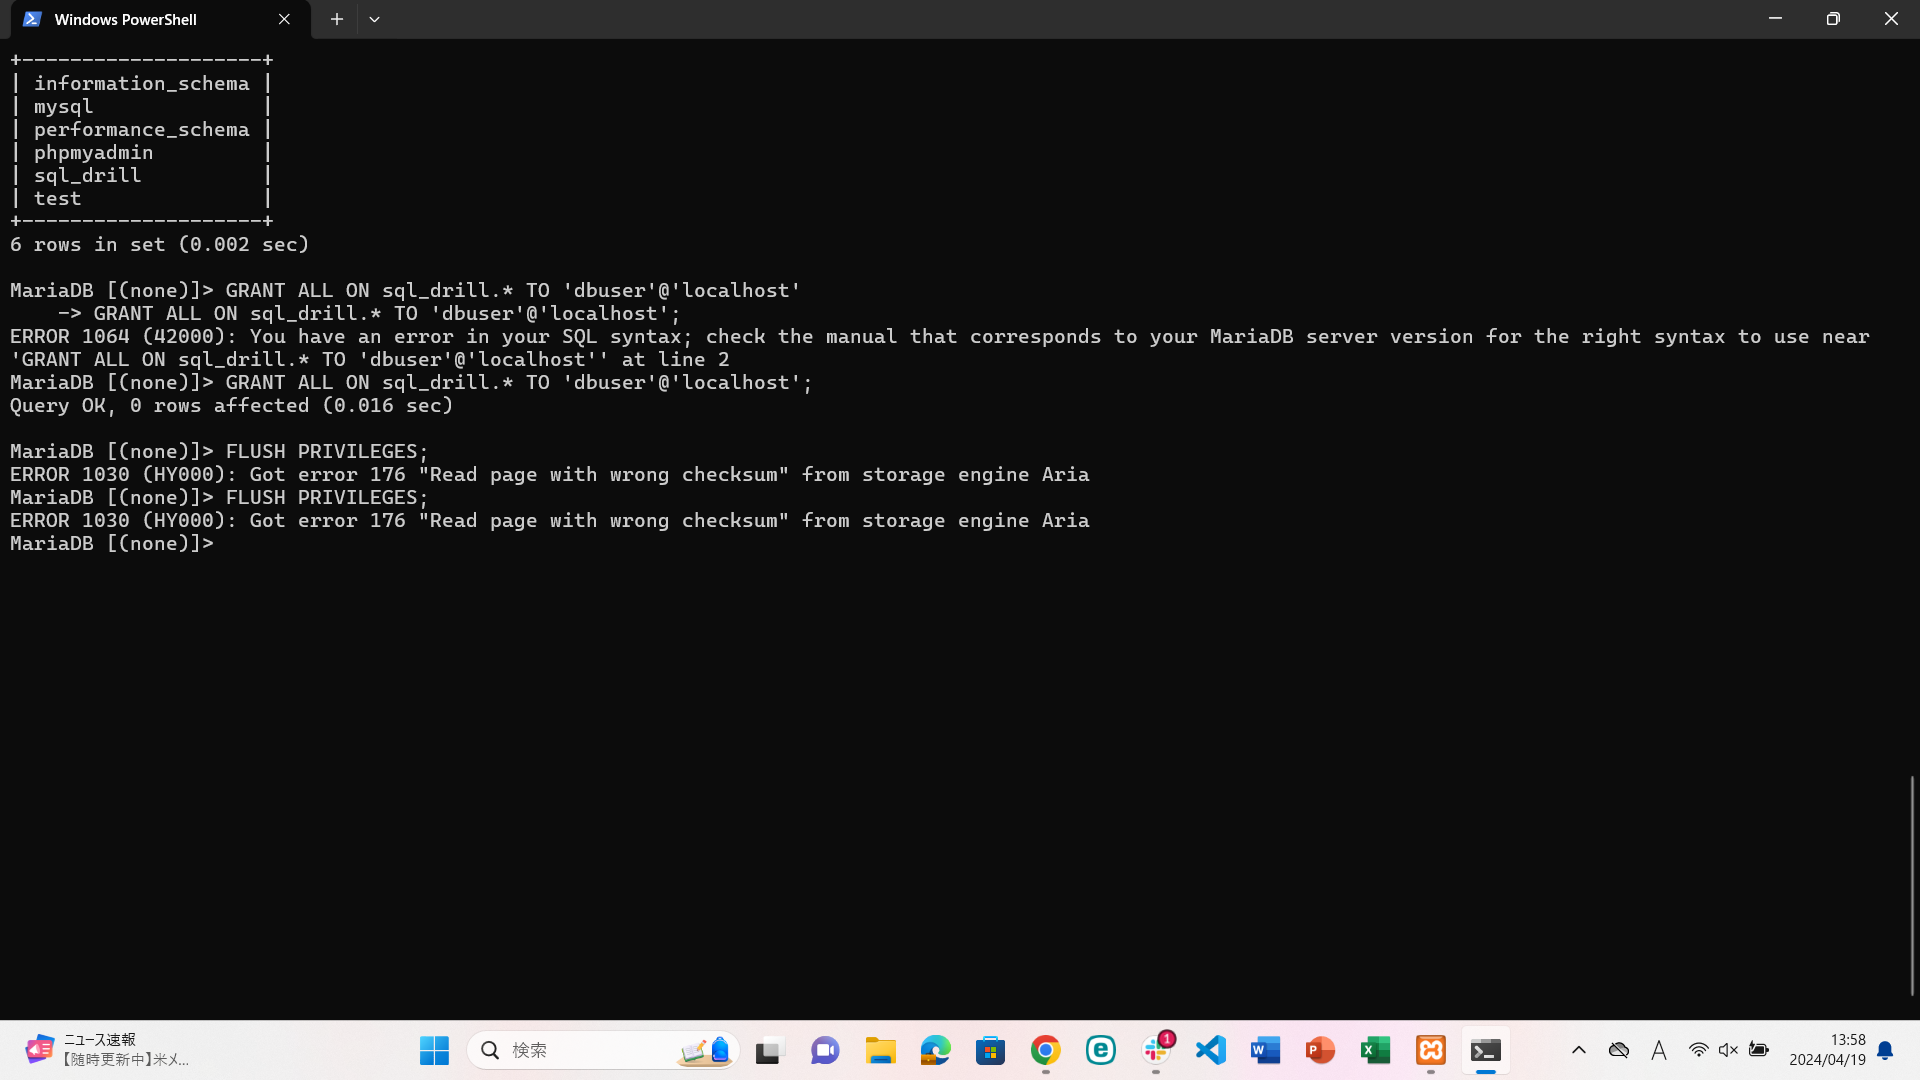 Windows PowerShell
+--------------------+
| information_schema |
| mysql              |
| performance_schema |
| phpmyadmin         |
| sql_drill          |
| test               |
+--------------------+
6 rows in set (0.002 sec)
MariaDB [(none)]> GRANT ALL ON sql_drill.* TO 'dbuser'@'localhost'
    -> GRANT ALL ON sql_drill.* TO 'dbuser'@'localhost';
ERROR 1064 (42000): You have an error in your SQL syntax; check the manual that corresponds to your MariaDB server version for the right syntax to use near
'GRANT ALL ON sql_drill.* TO 'dbuser'@'localhost'' at line 2
MariaDB [(none)]> GRANT ALL ON sql_drill.* TO 'dbuser'@'localhost';
Query OK, 0 rows affected (0.016 sec)
MariaDB [(none)]> FLUSH PRIVILEGES;
ERROR 1030 (HY000): Got error 176 "Read page with wrong checksum" from storage engine Aria
MariaDB [(none)]> FLUSH PRIVILEGES;
ERROR 1030 (HY000): Got error 176 "Read page with wrong checksum" from storage engine Aria
MariaDB [(none)]>
ニュース速報
【随時更新中】米メ...
検索
1
W
P
X
A
13:58
2024/04/19